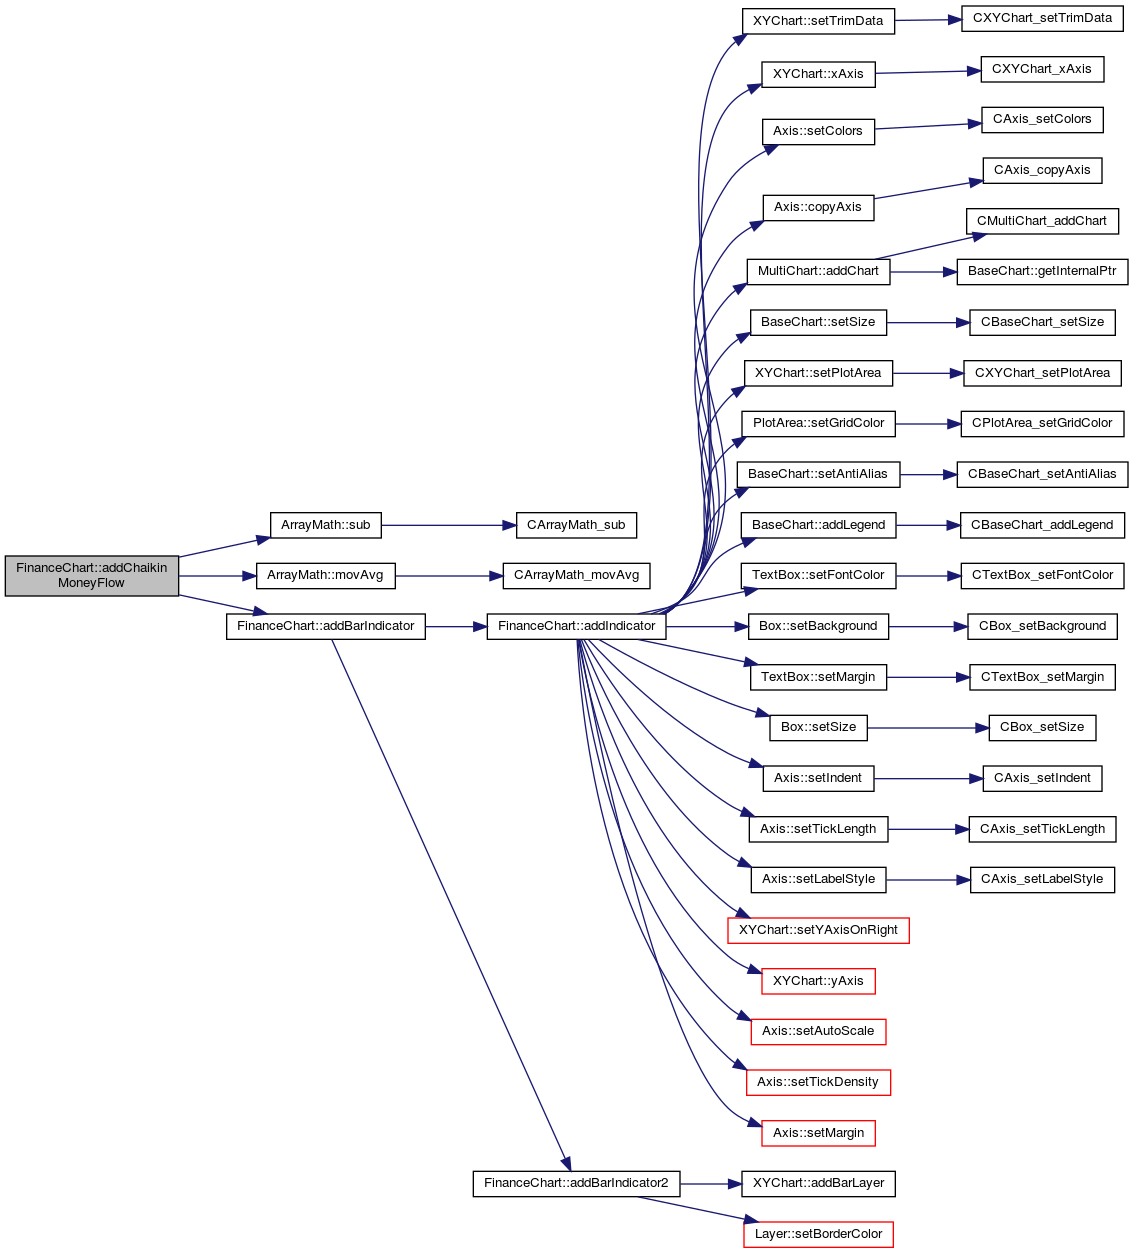 XYChart::setTrimData
CXYChart_setTrimData
XYChart::xAxis
CXYChart_xAxis
Axis::setColors
CAxis_setColors
Axis::copyAxis
CAxis_copyAxis
MultiChart::addChart
CMultiChart_addChart
BaseChart::getInternalPtr
BaseChart::setSize
CBaseChart_setSize
XYChart::setPlotArea
CXYChart_setPlotArea
PlotArea::setGridColor
CPlotArea_setGridColor
BaseChart::setAntiAlias
CBaseChart_setAntiAlias
ArrayMath::sub
CArrayMath_sub
BaseChart::addLegend
CBaseChart_addLegend
FinanceChart::addChaikin
MoneyFlow
ArrayMath::movAvg
CArrayMath_movAvg
TextBox::setFontColor
CTextBox_setFontColor
FinanceChart::addBarIndicator
FinanceChart::addIndicator
Box::setBackground
CBox_setBackground
TextBox::setMargin
CTextBox_setMargin
Box::setSize
CBox_setSize
Axis::setIndent
CAxis_setIndent
Axis::setTickLength
CAxis_setTickLength
Axis::setLabelStyle
CAxis_setLabelStyle
XYChart::setYAxisOnRight
XYChart::yAxis
Axis::setAutoScale
Axis::setTickDensity
Axis::setMargin
FinanceChart::addBarIndicator2
XYChart::addBarLayer
Layer::setBorderColor